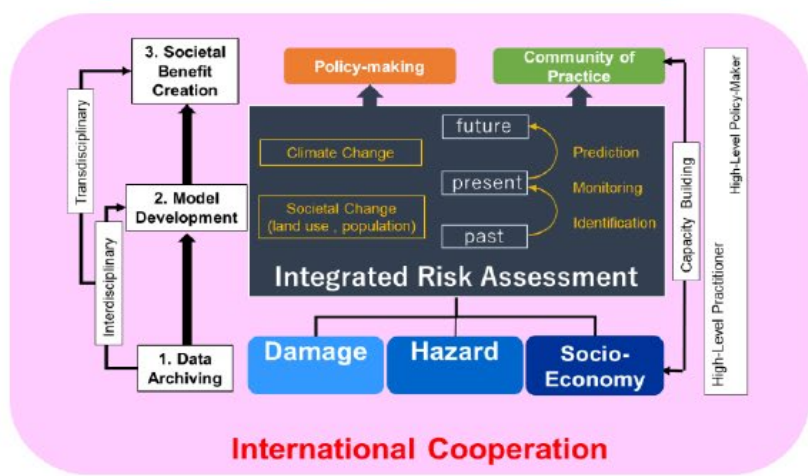 3. Societal
Benefit
Creation
Policy-making
Community of
Practice
Transdisciplinary
2. Model
Development
Interdisciplinary
1. Data
Archiving
Climate Change
Societal Change
(land use , population)
future
present
past
Prediction
Monitoring
Identification
Integrated Risk Assessment
Damage
Hazard
Socio-
Economy
Capacity Building
High-Level Policy-Maker
High-Level Practitioner
International Cooperation